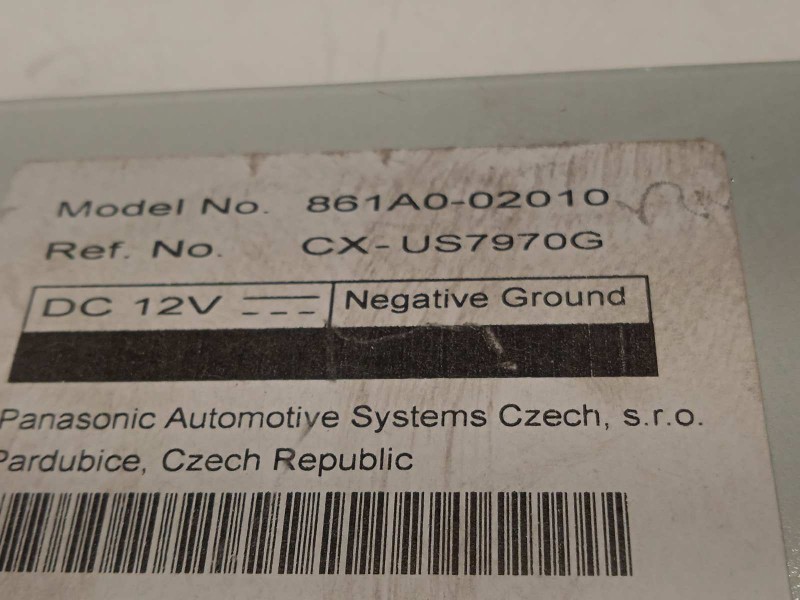 Model No. 861A0-02010
Ref. No. CX-US7970G
DC 12V Negative Ground
Panasonic Automotive Systems Czech, s.r.o.
Pardubice, Czech Republic